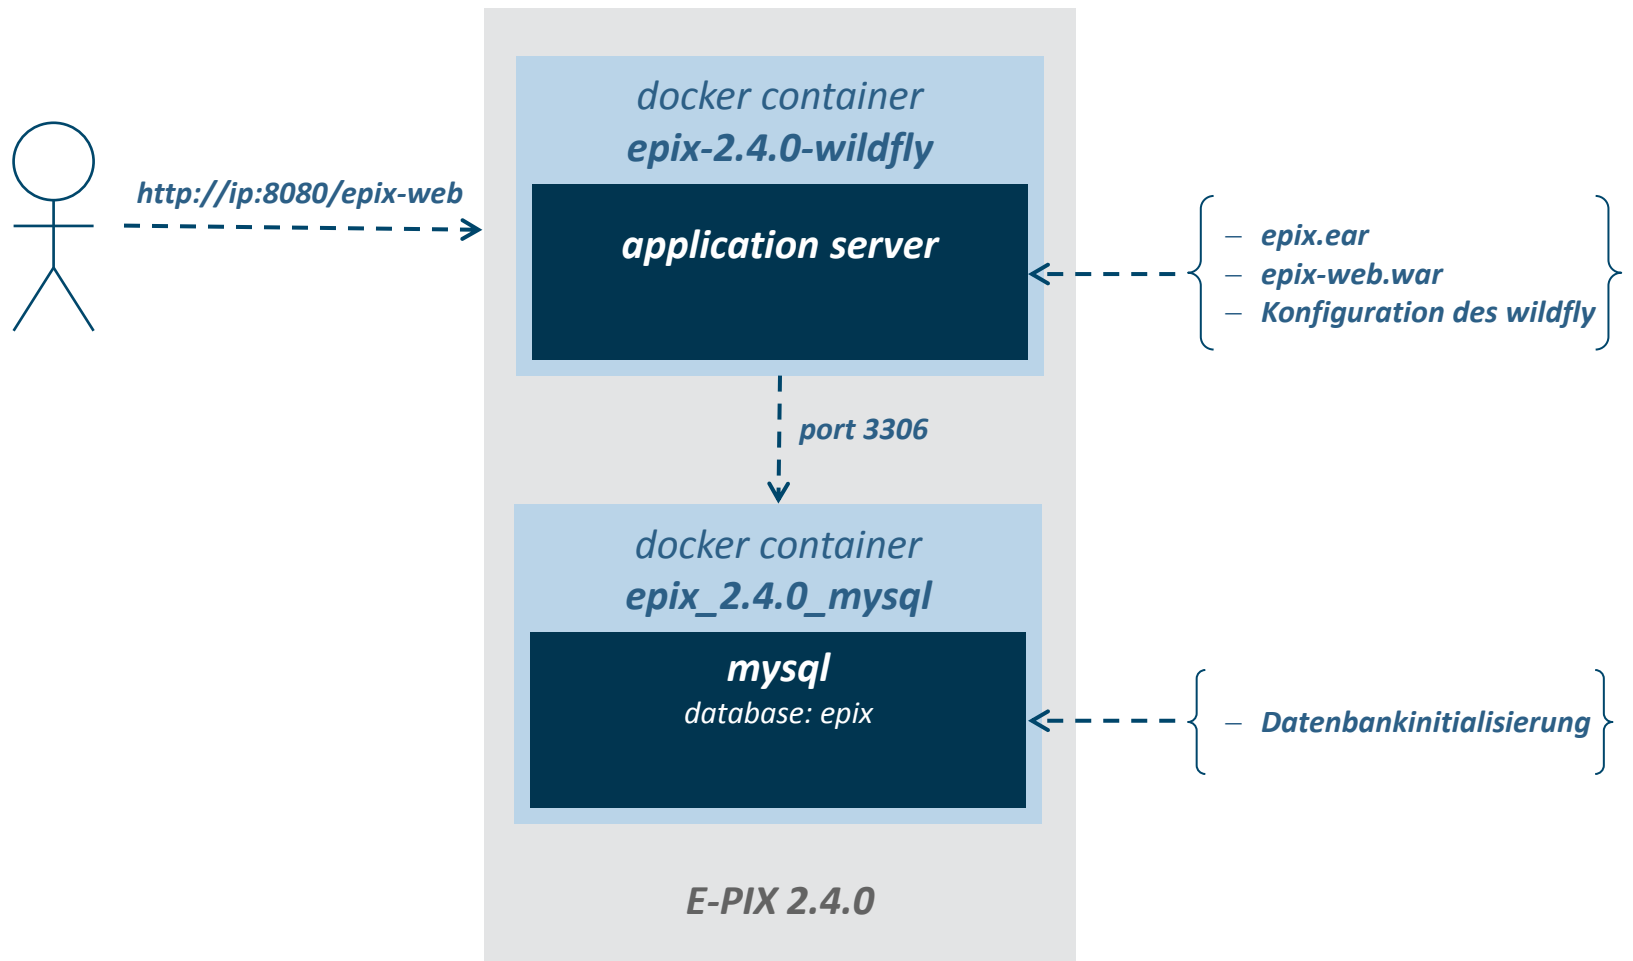 docker container
epix-2.4.0-wildfly
http://ip:8080/epix-web
application server
– epix.ear
– epix-web.war
– Konfiguration des wildfly
port 3306
docker container
epix_2.4.0_mysql
mysql
database: epix
– Datenbankinitialisierung
E-PIX 2.4.0